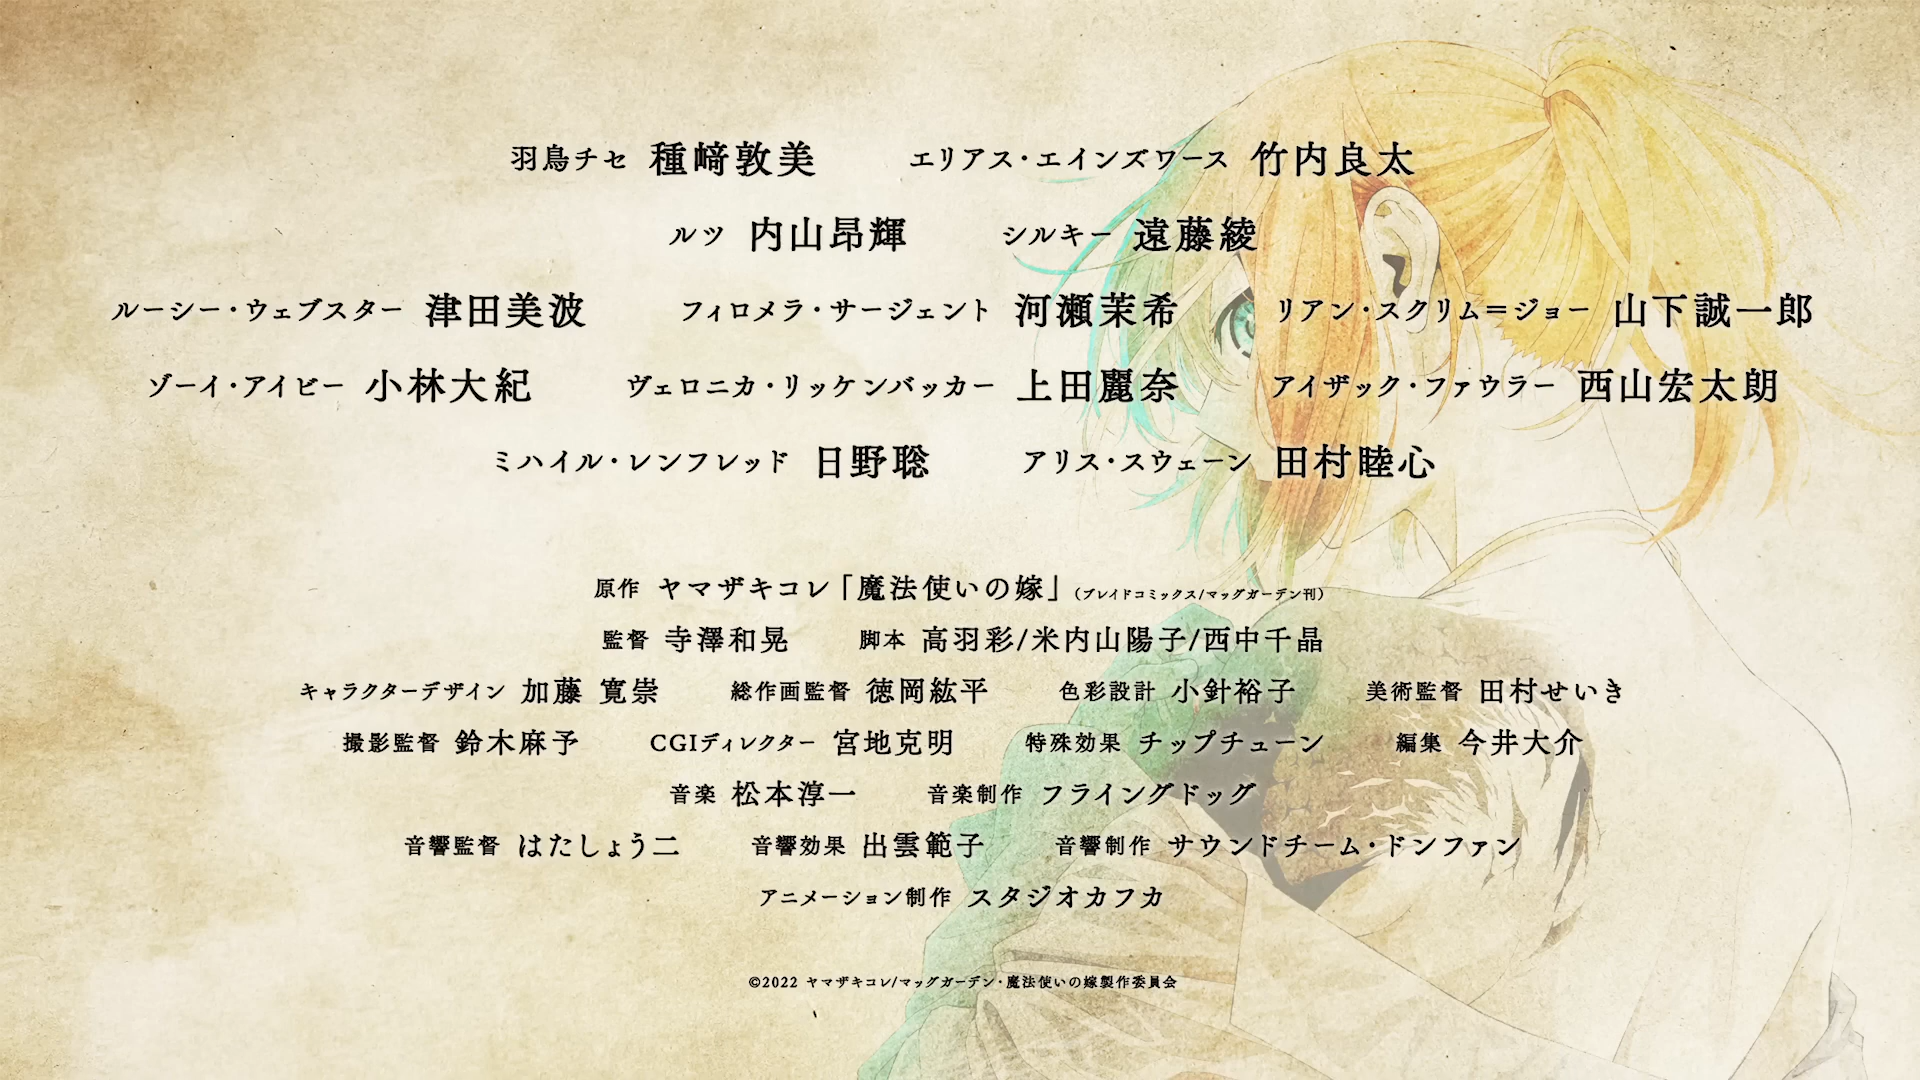 羽鳥チセ 種﨑敦美 エリアス・エインズワース 竹内良太
ルツ 内山昂輝 シルキー 遠藤綾
ルーシー・ウェブスター 津田美波 フィロメラ・サージェント 河瀬茉希 リアン・スクリム＝ジョー 山下誠一郎
ゾーイ・アイビー 小林大紀 ヴェロニカ・リッケンバッカー 上田麗奈 アイザック・ファウラー 西山宏太朗
ミハイル・レンフレッド 日野聡 アリス・スウェーン 田村睦心
原作 ヤマザキコレ「魔法使いの嫁」（ブレイドコミックス/マッグガーデン刊）
監督 寺澤和晃 脚本 高羽彩/米内山陽子/西中千晶
キャラクターデザイン 加藤 寛崇 総作画監督 徳岡紘平 色彩設計 小針裕子 美術監督 田村せいき
撮影監督 鈴木麻予 CGIディレクター 宮地克明 特殊効果 チップチューン 編集 今井大介
音楽 松本淳一 音楽制作 フライングドッグ
音響監督 はたしょう二 音響効果 出雲範子 音響制作 サウンドチーム・ドンファン
アニメーション制作 スタジオカフカ
©2022 ヤマザキコレ/マッグガーデン・魔法使いの嫁製作委員会